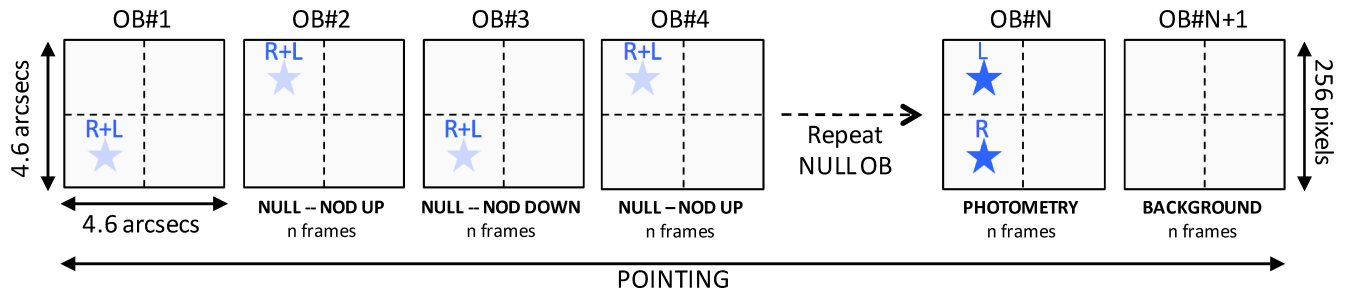 OB#1
OB#2
OB#3
OB#4
OB#N
OB#N+1
4.6 arcsecs
R+L
R+L
R+L
R+L
L
R
Repeat
NULL OB
256 pixels
4.6 arcsecs
NULL -- NOD UP
n frames
NULL -- NOD DOWN
n frames
NULL – NOD UP
n frames
PHOTOMETRY
n frames
BACKGROUND
n frames
POINTING